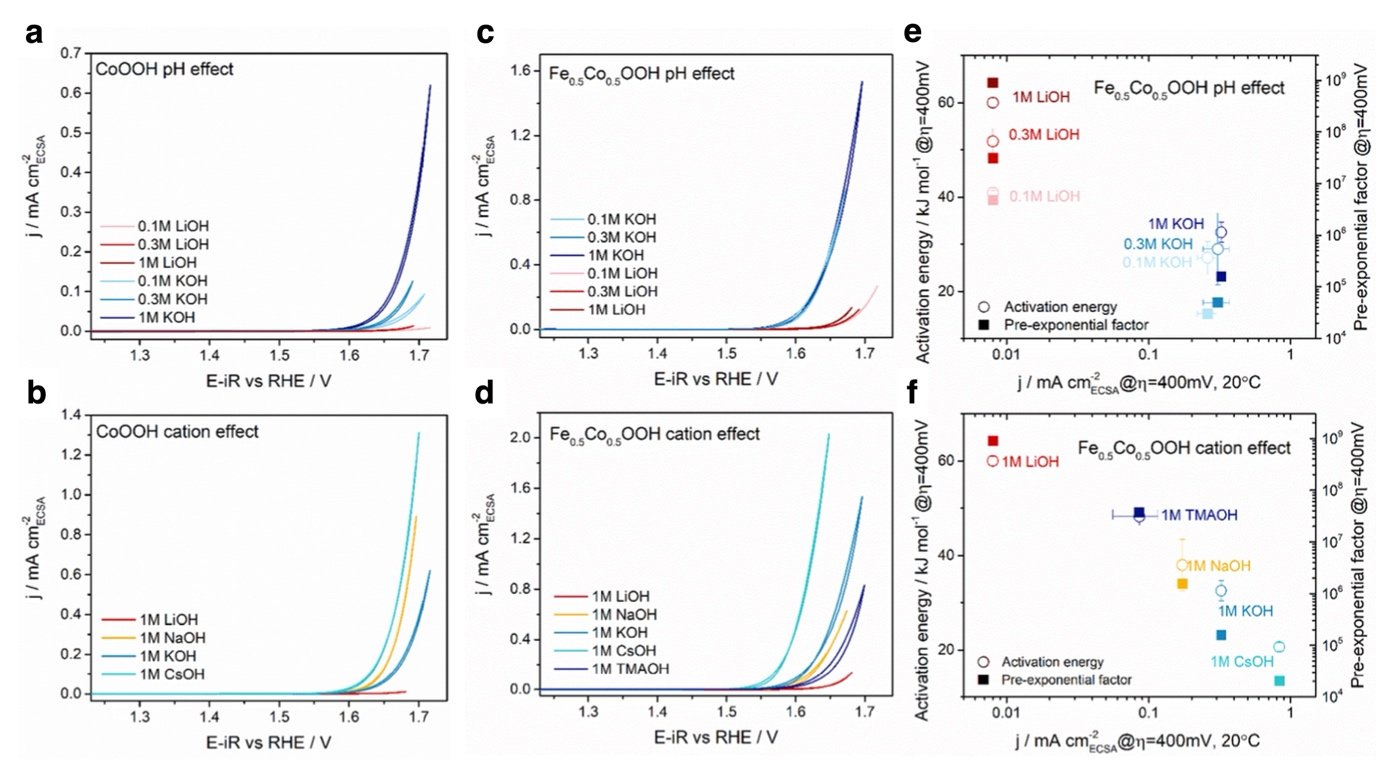 a
CoOOH pH effect
j / mA cm⁻²ECSA
0.7
0.6
0.5
0.4
0.3
0.2
0.1
0.0
0.1M LiOH
0.3M LiOH
1M LiOH
0.1M KOH
0.3M KOH
1M KOH
1.3 1.4 1.5 1.6 1.7
E-iR vs RHE / V
c
Fe0.5Co0.5OOH pH effect
j / mA cm⁻²ECSA
1.6
1.2
0.8
0.4
0.0
0.1M KOH
0.3M KOH
1M KOH
0.1M LiOH
0.3M LiOH
1M LiOH
1.3 1.4 1.5 1.6 1.7
E-iR vs RHE / V
e
Fe0.5Co0.5OOH pH effect
Activation energy / kJ mol⁻¹ @η=400mV
60
40
20
1M LiOH
0.3M LiOH
0.1M LiOH
1M KOH
0.3M KOH
0.1M KOH
Activation energy
Pre-exponential factor
10⁹
10⁸
10⁷
10⁶
10⁵
10⁴
Pre-exponential factor @η=400mV
0.01 0.1 1
j / mA cm⁻²ECSA@η=400mV, 20°C
b
CoOOH cation effect
j / mA cm⁻²ECSA
1.4
1.2
1.0
0.8
0.6
0.4
0.2
0.0
1M LiOH
1M NaOH
1M KOH
1M CsOH
1.3 1.4 1.5 1.6 1.7
E-iR vs RHE / V
d
Fe0.5Co0.5OOH cation effect
j / mA cm⁻²ECSA
2.0
1.6
1.2
0.8
0.4
0.0
1M LiOH
1M NaOH
1M KOH
1M CsOH
1M TMAOH
1.3 1.4 1.5 1.6 1.7
E-iR vs RHE / V
f
Fe0.5Co0.5OOH cation effect
Activation energy / kJ mol⁻¹ @η=400mV
60
40
20
1M LiOH
1M TMAOH
1M NaOH
1M KOH
1M CsOH
Activation energy
Pre-exponential factor
10⁹
10⁸
10⁷
10⁶
10⁵
10⁴
Pre-exponential factor @η=400mV
0.01 0.1 1
j / mA cm⁻²ECSA@η=400mV, 20°C